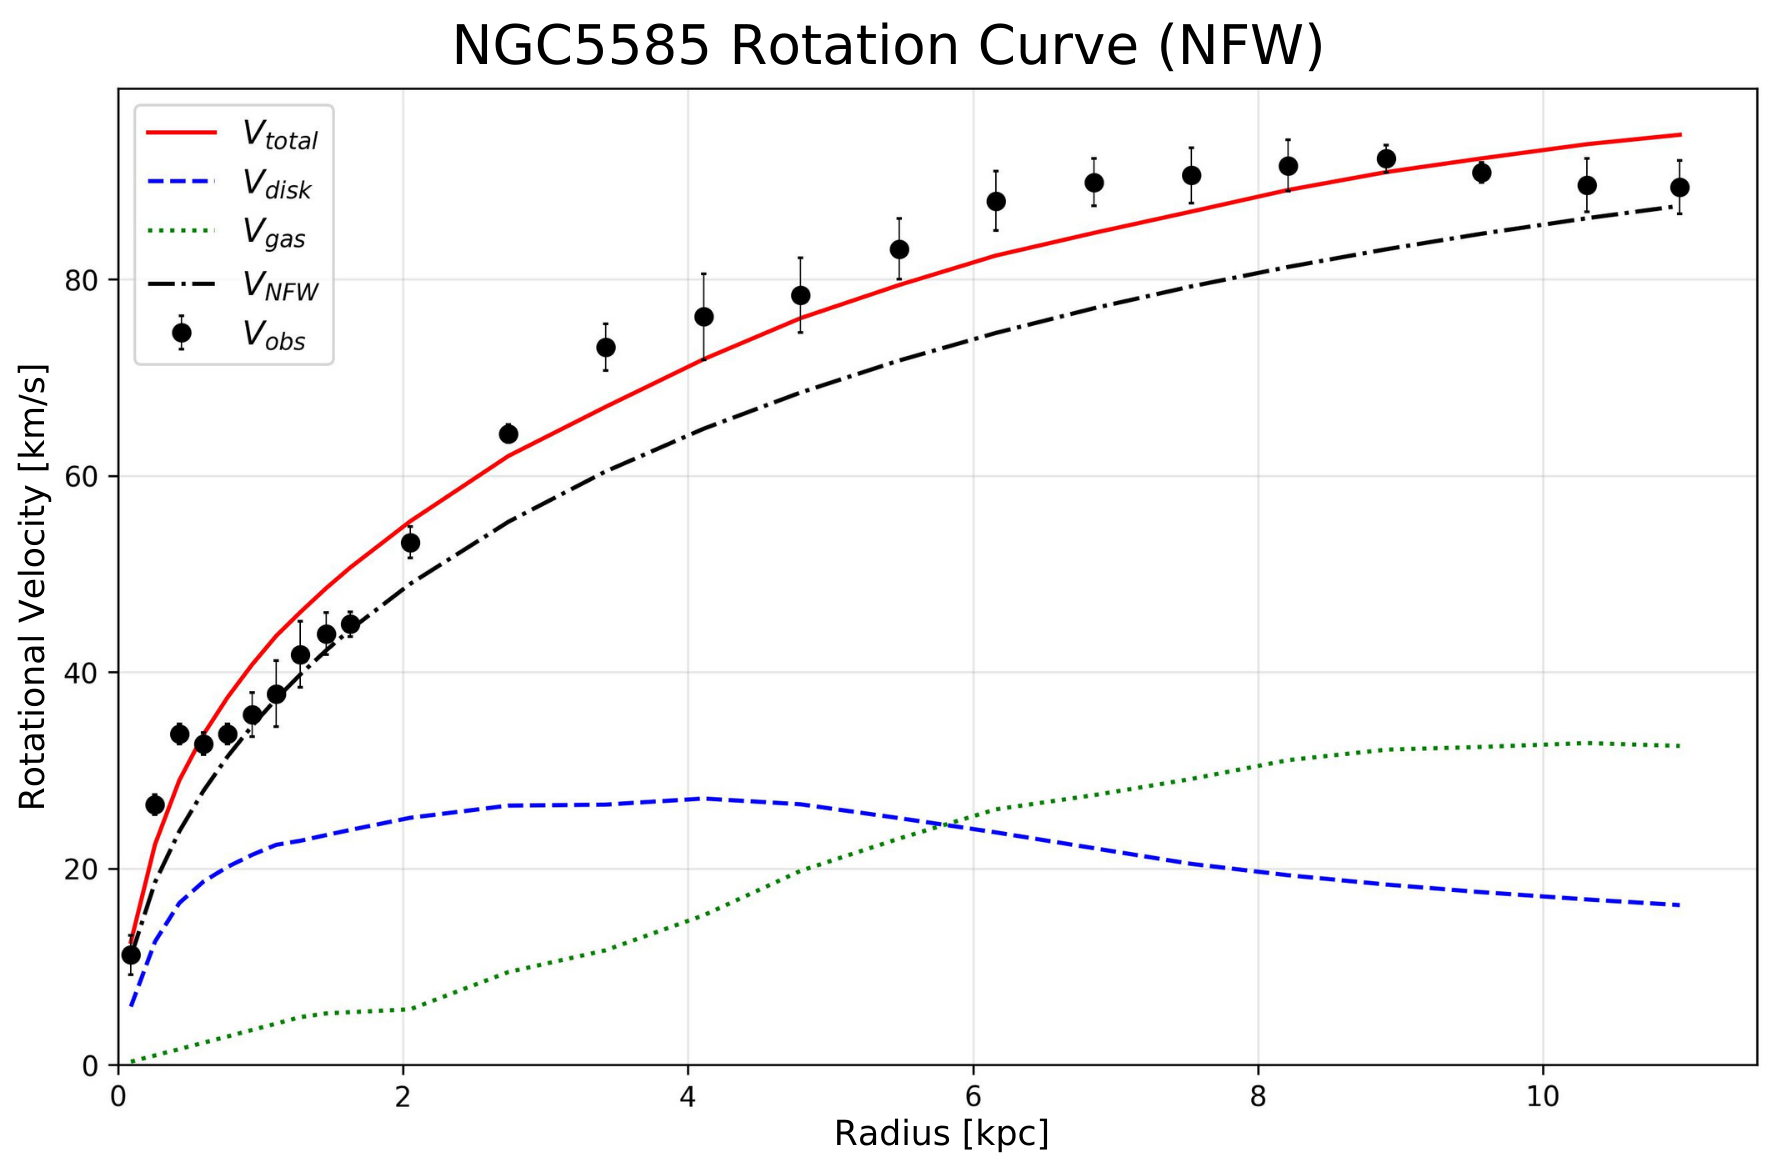 NGC5585 Rotation Curve (NFW)
V_total
V_disk
V_gas
V_NFW
V_obs
Rotational Velocity [km/s]
80
60
40
20
0
0 2 4 6 8 10
Radius [kpc]